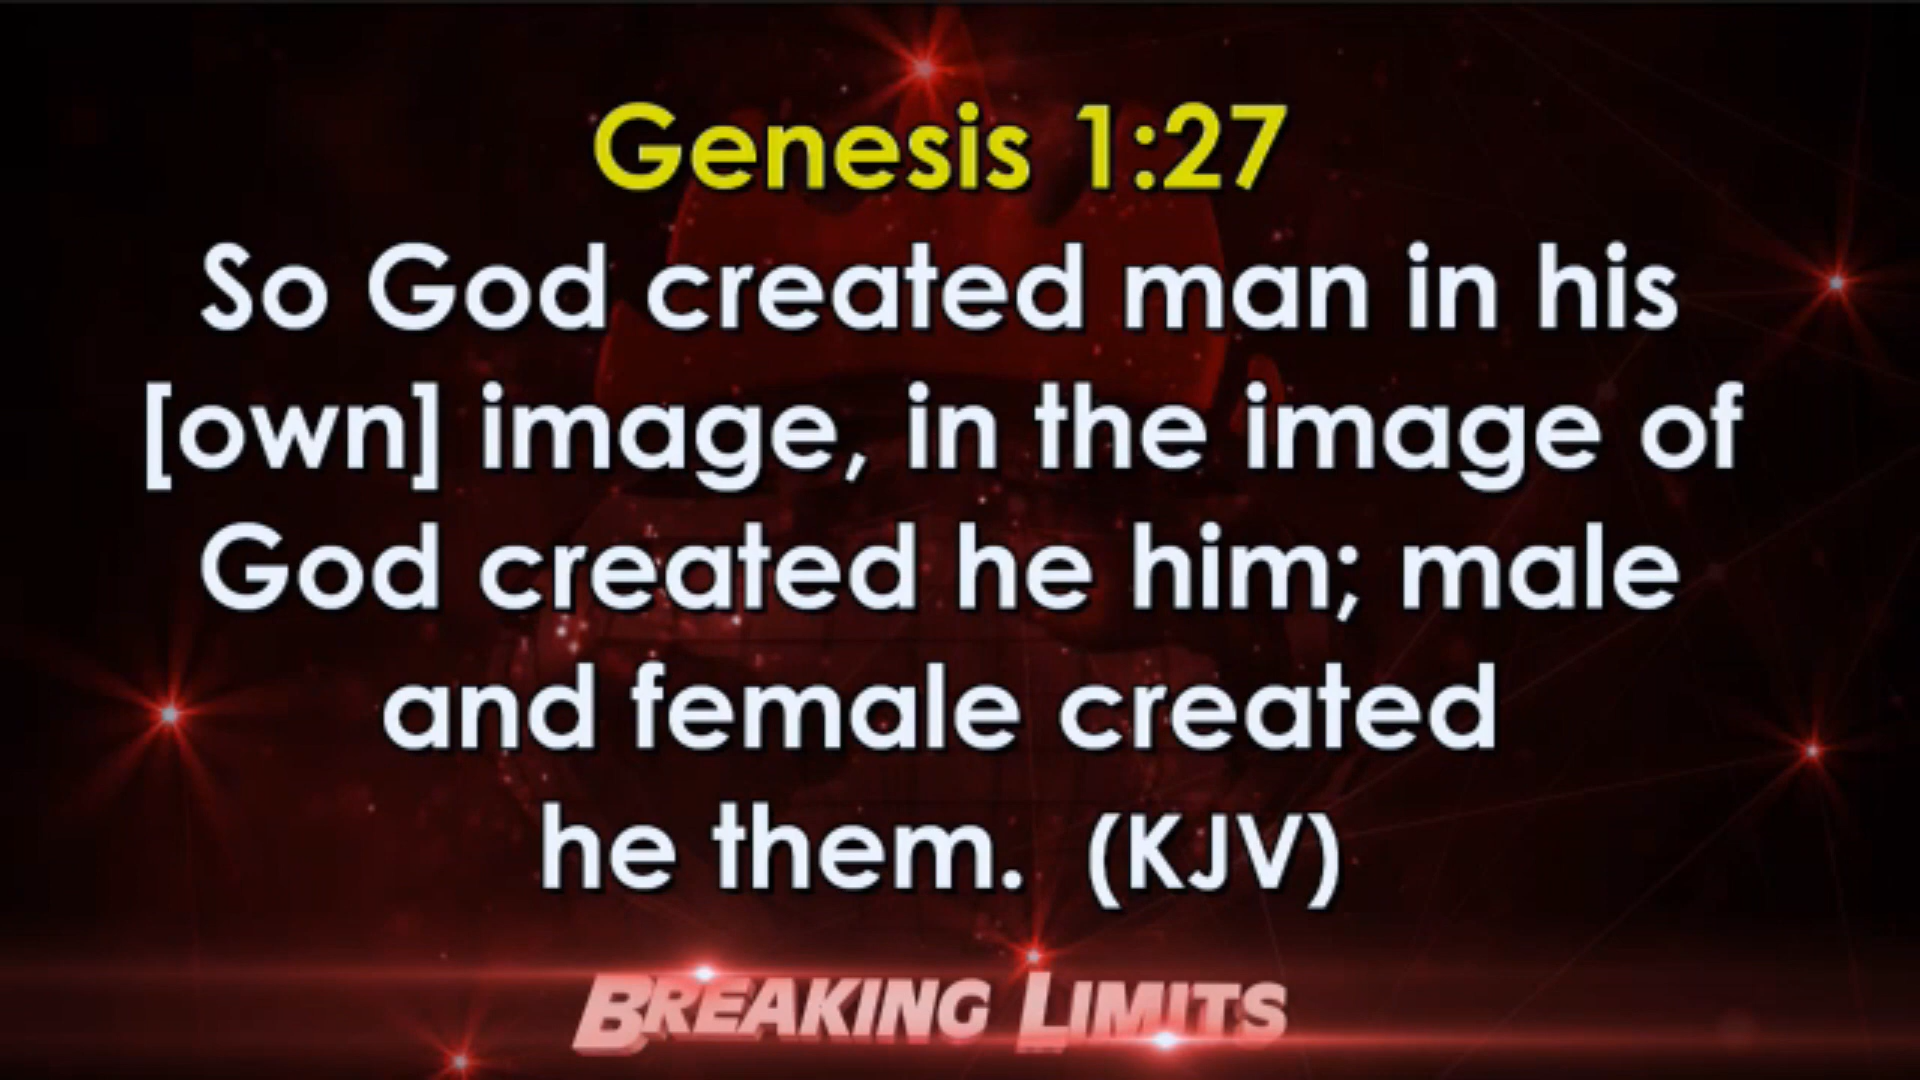 Genesis 1:27
So God created man in his
[own] image, in the image of
God created he him; male
and female created
he them.  (KJV)
BREAKING LIMITS